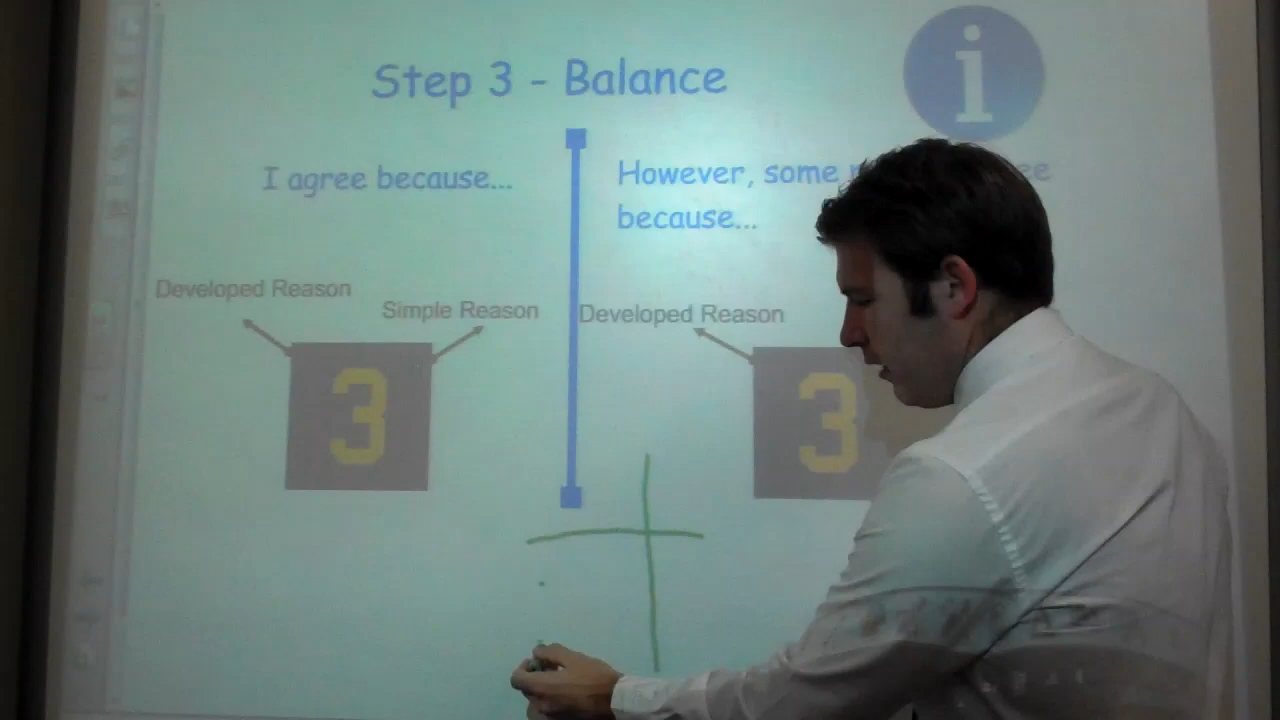 Step 3 - Balance
i
I agree because...
However, some
because...
Developed Reason
Simple Reason
Developed Reason
3
3